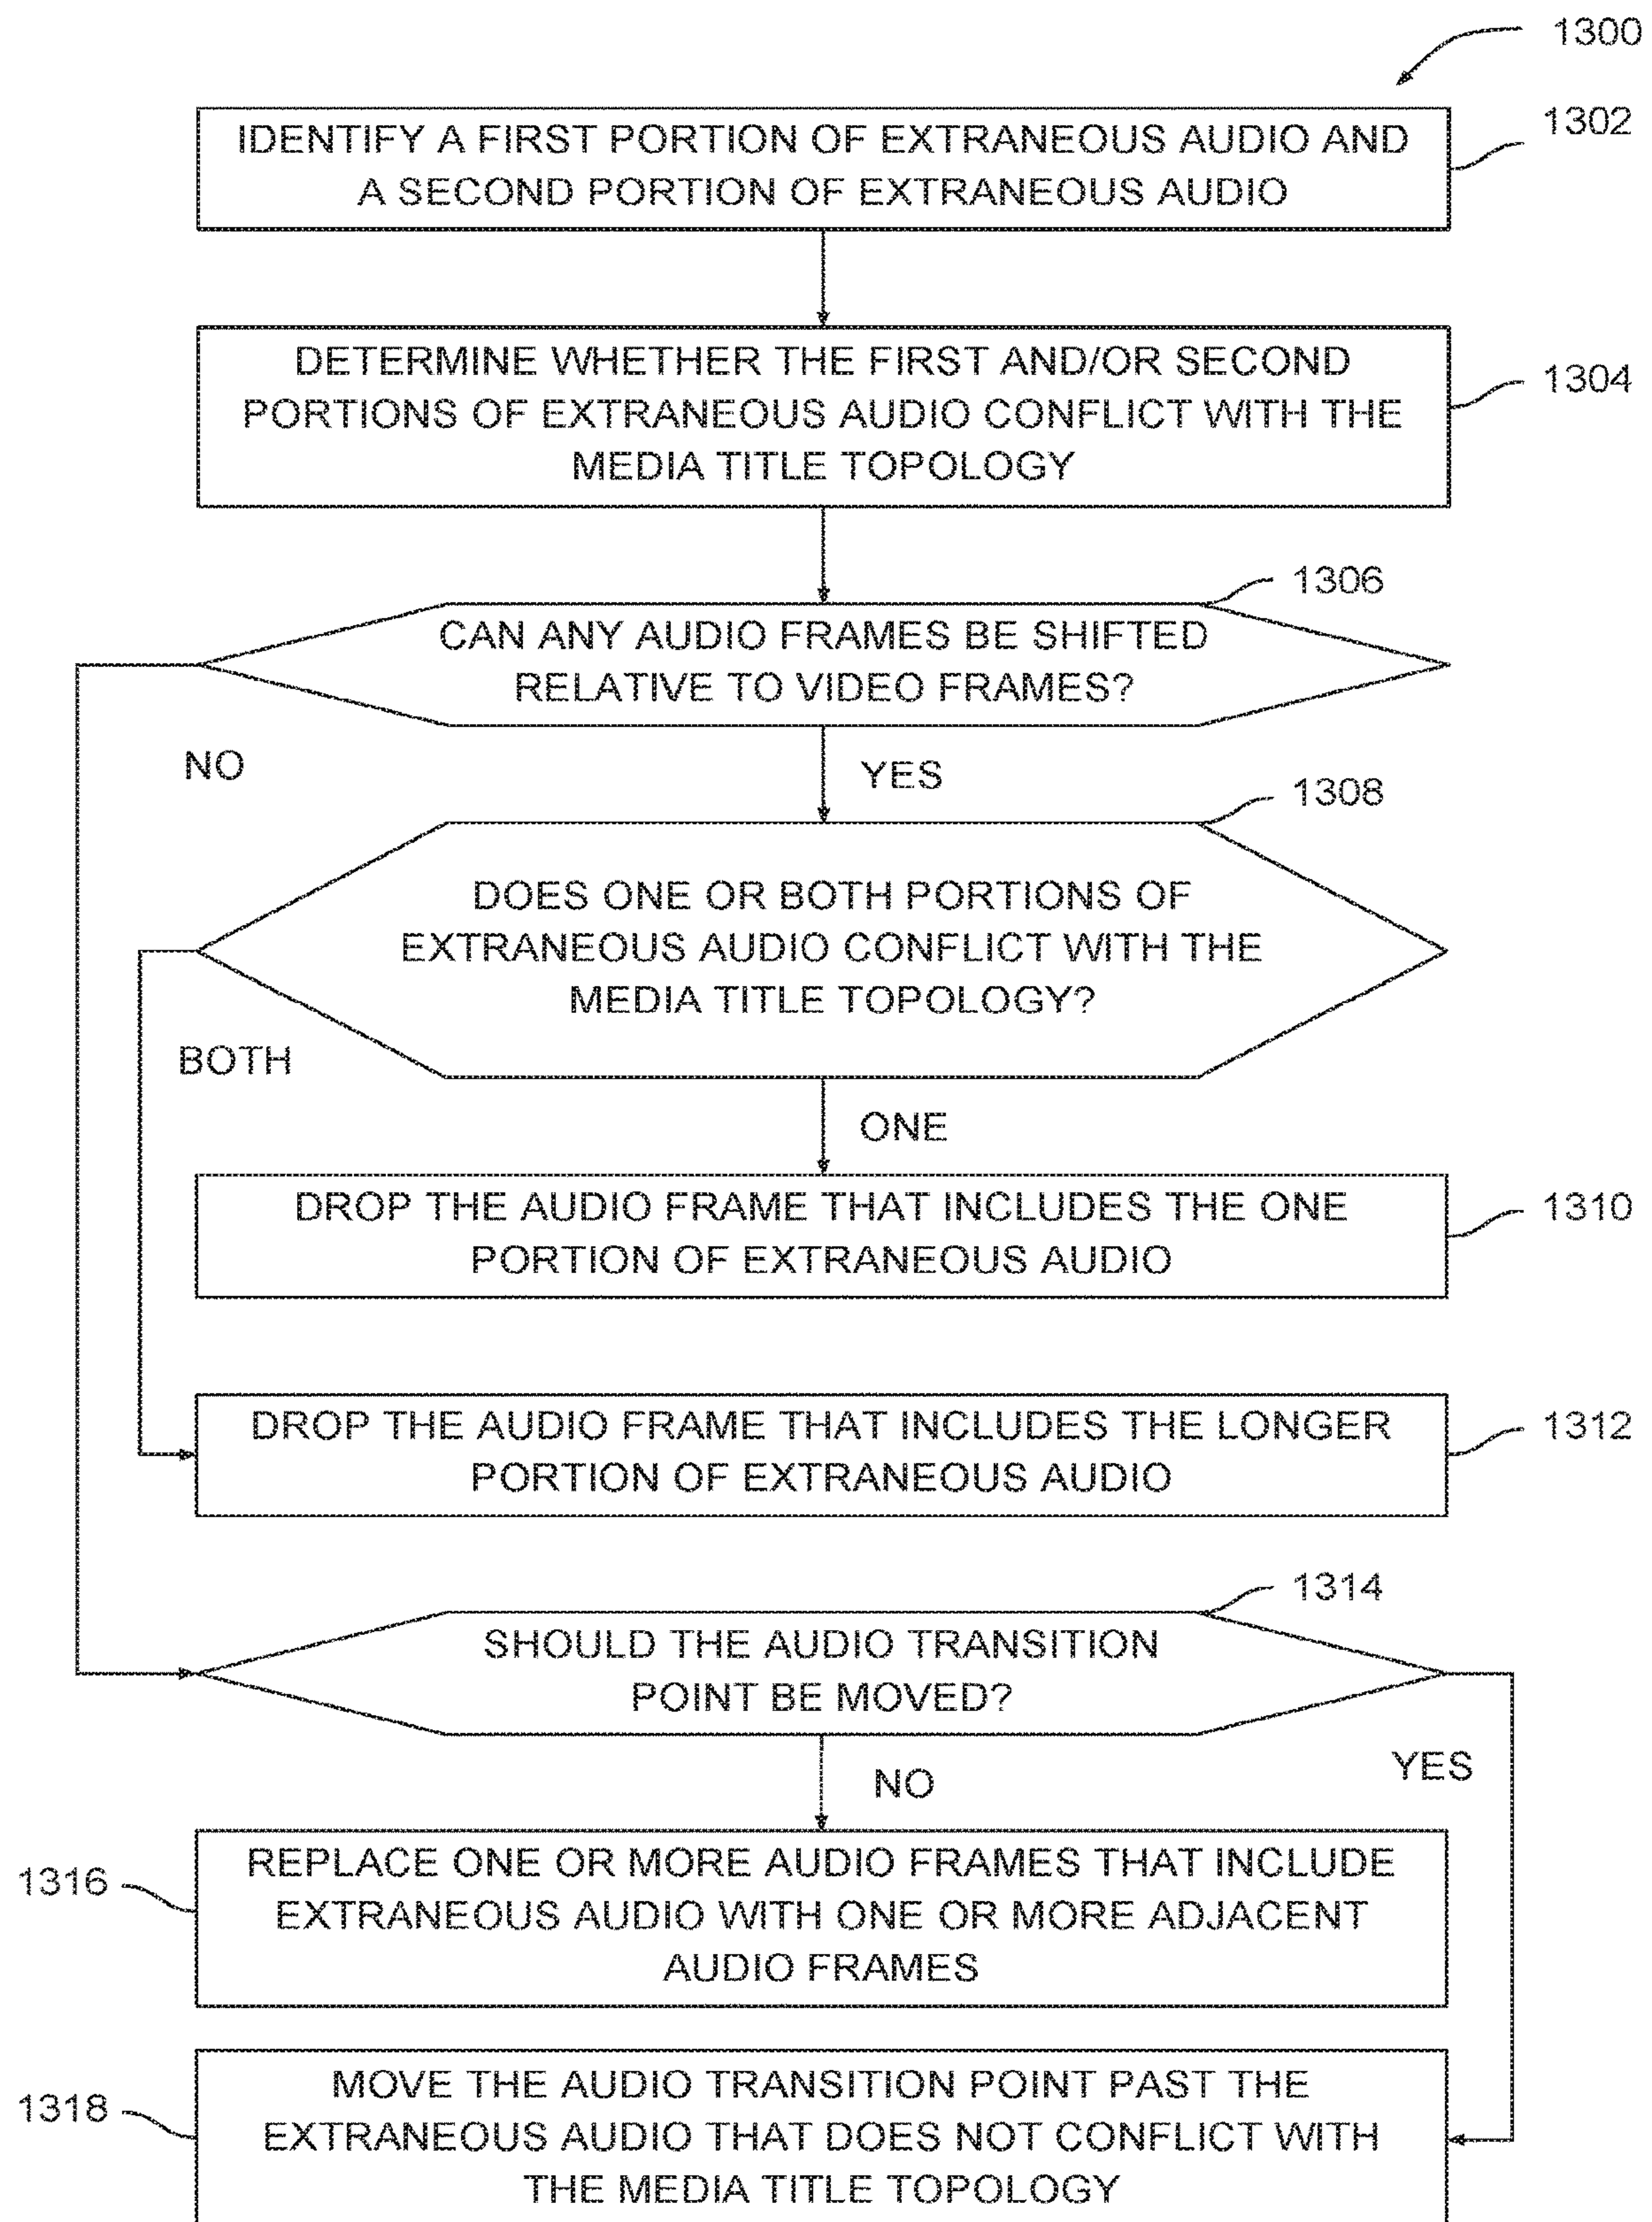 1300
IDENTIFY A FIRST PORTION OF EXTRANEOUS AUDIO AND
A SECOND PORTION OF EXTRANEOUS AUDIO
1302
DETERMINE WHETHER THE FIRST AND/OR SECOND
PORTIONS OF EXTRANEOUS AUDIO CONFLICT WITH THE
MEDIA TITLE TOPOLOGY
1304
1306
CAN ANY AUDIO FRAMES BE SHIFTED
RELATIVE TO VIDEO FRAMES?
NO
YES
1308
DOES ONE OR BOTH PORTIONS OF
EXTRANEOUS AUDIO CONFLICT WITH THE
MEDIA TITLE TOPOLOGY?
BOTH
ONE
DROP THE AUDIO FRAME THAT INCLUDES THE ONE
PORTION OF EXTRANEOUS AUDIO
1310
DROP THE AUDIO FRAME THAT INCLUDES THE LONGER
PORTION OF EXTRANEOUS AUDIO
1312
1314
SHOULD THE AUDIO TRANSITION
POINT BE MOVED?
NO
YES
1316
REPLACE ONE OR MORE AUDIO FRAMES THAT INCLUDE
EXTRANEOUS AUDIO WITH ONE OR MORE ADJACENT
AUDIO FRAMES
1318
MOVE THE AUDIO TRANSITION POINT PAST THE
EXTRANEOUS AUDIO THAT DOES NOT CONFLICT WITH
THE MEDIA TITLE TOPOLOGY